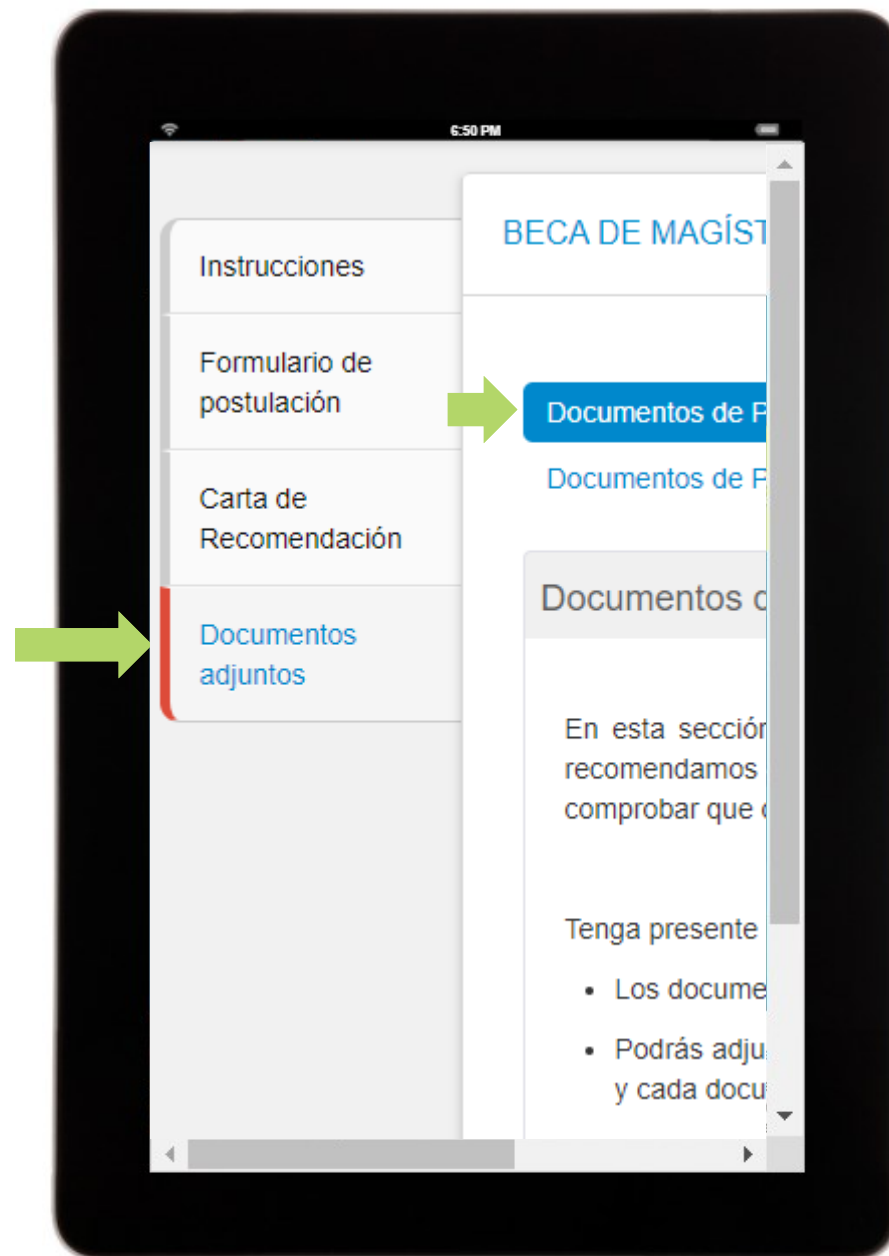 6:50 PM
Instrucciones
Formulario de
postulación
Carta de
Recomendación
Documentos
adjuntos
BECA DE MAGÍST
Documentos de P
Documentos de P
Documentos d
En esta sección
recomendamos
comprobar que
Tenga presente
• Los docume
• Podrás adju
y cada docu